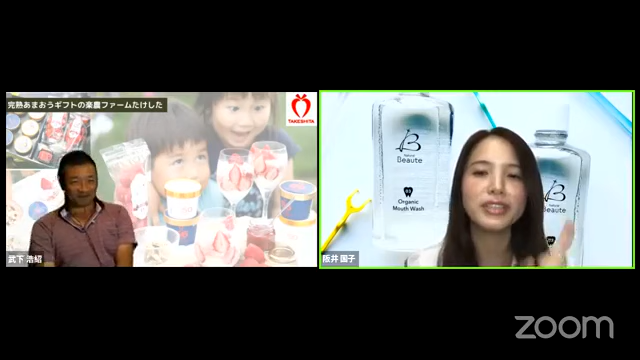 完熟あまおうギフトの楽農ファームたけした
TAKESHITA
武下 浩紹
B
Natural
Beaute
Organic
Mouth Wash
B
Beaute
阪井 園子
zoom